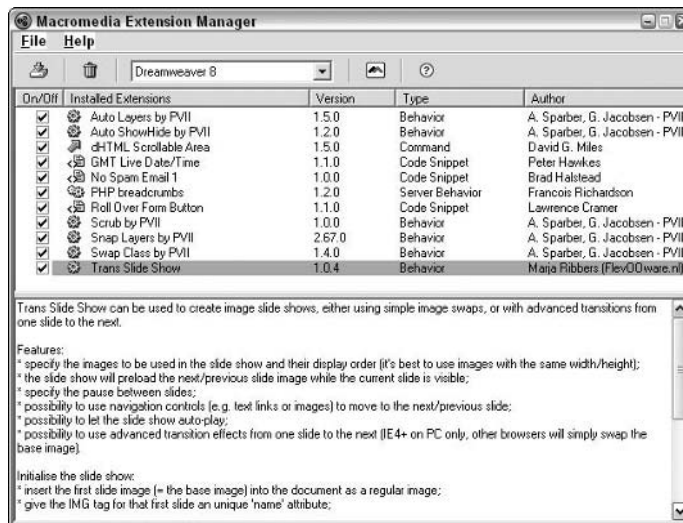 Macromedia Extension Manager
File Help
Dreamweaver 8
On/Off Installed Extensions Version Type Author
Auto Layers by PVII 1.5.0 Behavior A. Sparber, G. Jacobsen - PVII
Auto ShowHide by PVII 1.2.0 Behavior A. Sparber, G. Jacobsen - PVII
dHTML Scrollable Area 1.5.0 Command David G. Miles
GMT Live Date/Time 1.1.0 Code Snippet Peter Hawkes
No Spam Email 1 1.0.0 Code Snippet Brad Halstead
PHP breadcrumbs 1.2.0 Server Behavior Francois Richardson
Roll Over Form Button 1.1.0 Code Snippet Lawrence Cramer
Scrub by PVII 1.0.0 Behavior A. Sparber, G. Jacobsen - PVII
Snap Layers by PVII 2.67.0 Behavior A. Sparber, G. Jacobsen - PVII
Swap Class by PVII 1.4.0 Behavior A. Sparber, G. Jacobsen - PVII
Trans Slide Show 1.0.4 Behavior Marja Ribbers (FlevOOware.nl)
Trans Slide Show can be used to create image slide shows, either using simple image swaps, or with advanced transitions from
one slide to the next.
Features:
* specify the images to be used in the slide show and their display order (it's best to use images with the same width/height);
* the slide show will preload the next/previous slide image while the current slide is visible;
* specify the pause between slides;
* possibility to use navigation controls (e.g. text links or images) to move to the next/previous slide;
* possibility to let the slide show auto-play;
* possibility to use advanced transition effects from one slide to the next (IE4+ on PC only, other browsers will simply swap the
base image).
Initialise the slide show:
* insert the first slide image (= the base image) into the document as a regular image;
* give the IMG tag for that first slide an unique 'name' attribute;